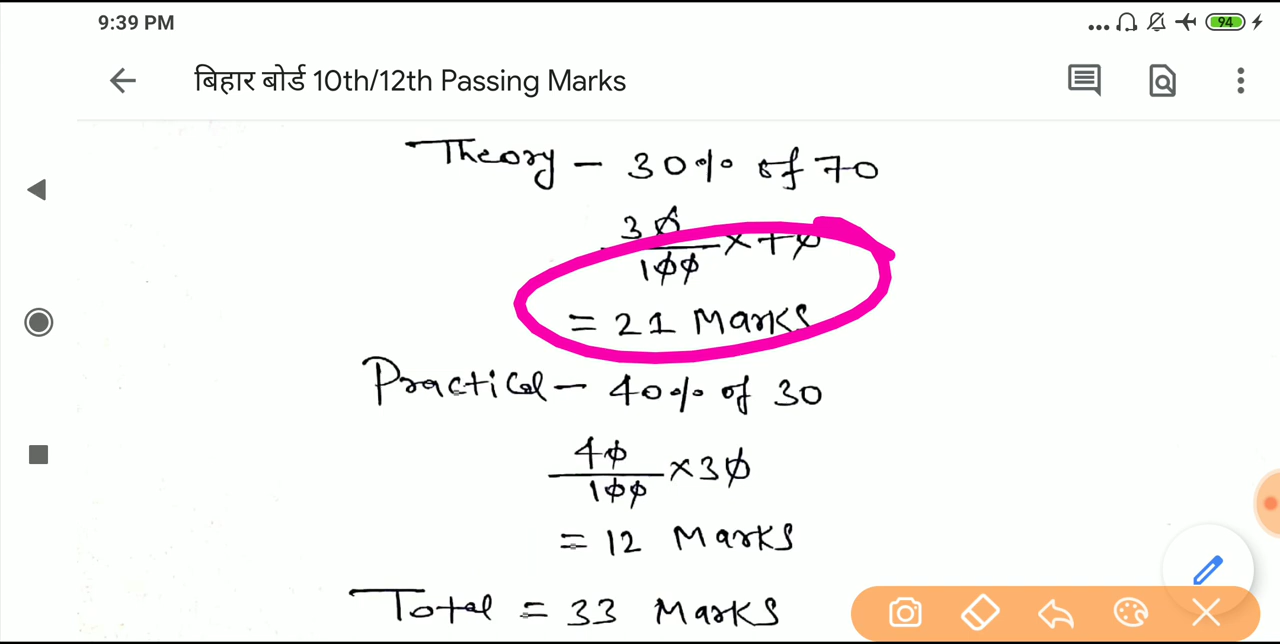 9:39 PM
94
बिहार बोर्ड 10th/12th Passing Marks
Theory - 30% of 70
30/100 × 70
= 21 Marks
Practical - 40% of 30
40/100 × 30
= 12 Marks
Total = 33 Marks